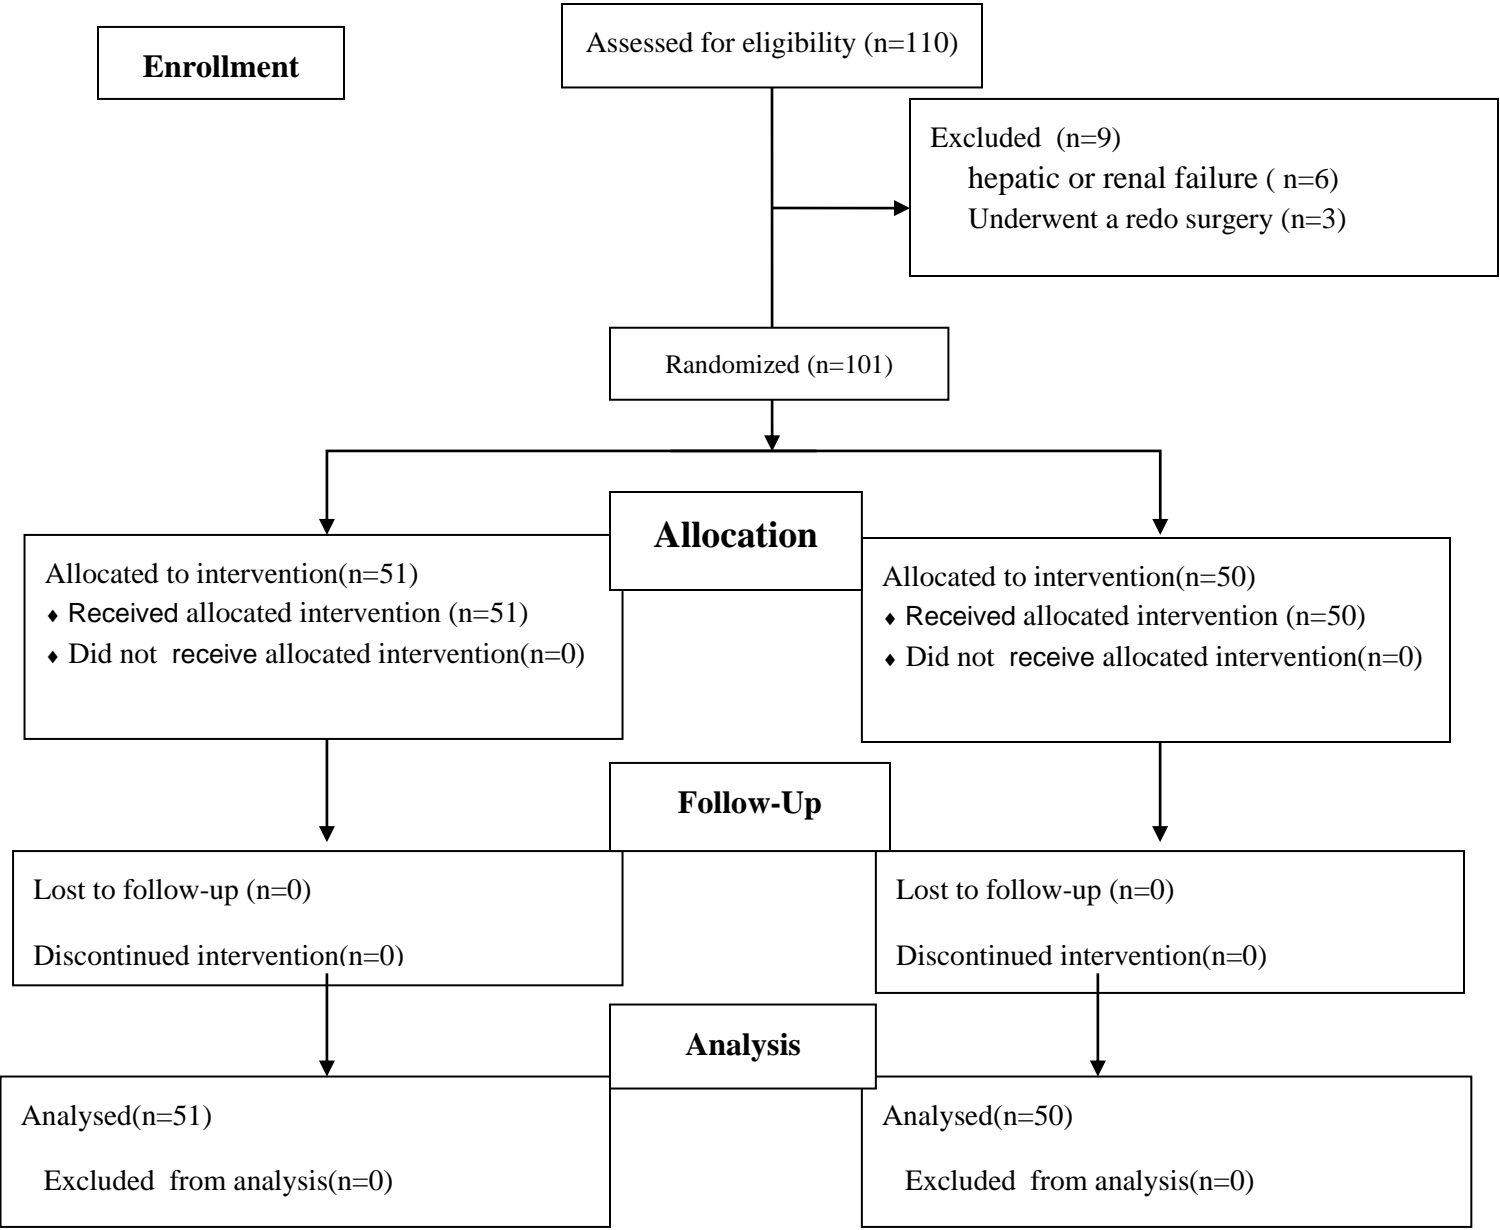 Enrollment
Assessed for eligibility (n=110)
Excluded  (n=9)
hepatic or renal failure ( n=6)
Underwent a redo surgery (n=3)
Randomized (n=101)
Allocation
Allocated to intervention(n=51)
♦ Received allocated intervention (n=51)
♦ Did not  receive allocated intervention(n=0)
Allocated to intervention(n=50)
♦ Received allocated intervention (n=50)
♦ Did not  receive allocated intervention(n=0)
Follow-Up
Lost to follow-up (n=0)
Discontinued intervention(n=0)
Lost to follow-up (n=0)
Discontinued intervention(n=0)
Analysis
Analysed(n=51)
Excluded  from analysis(n=0)
Analysed(n=50)
Excluded  from analysis(n=0)